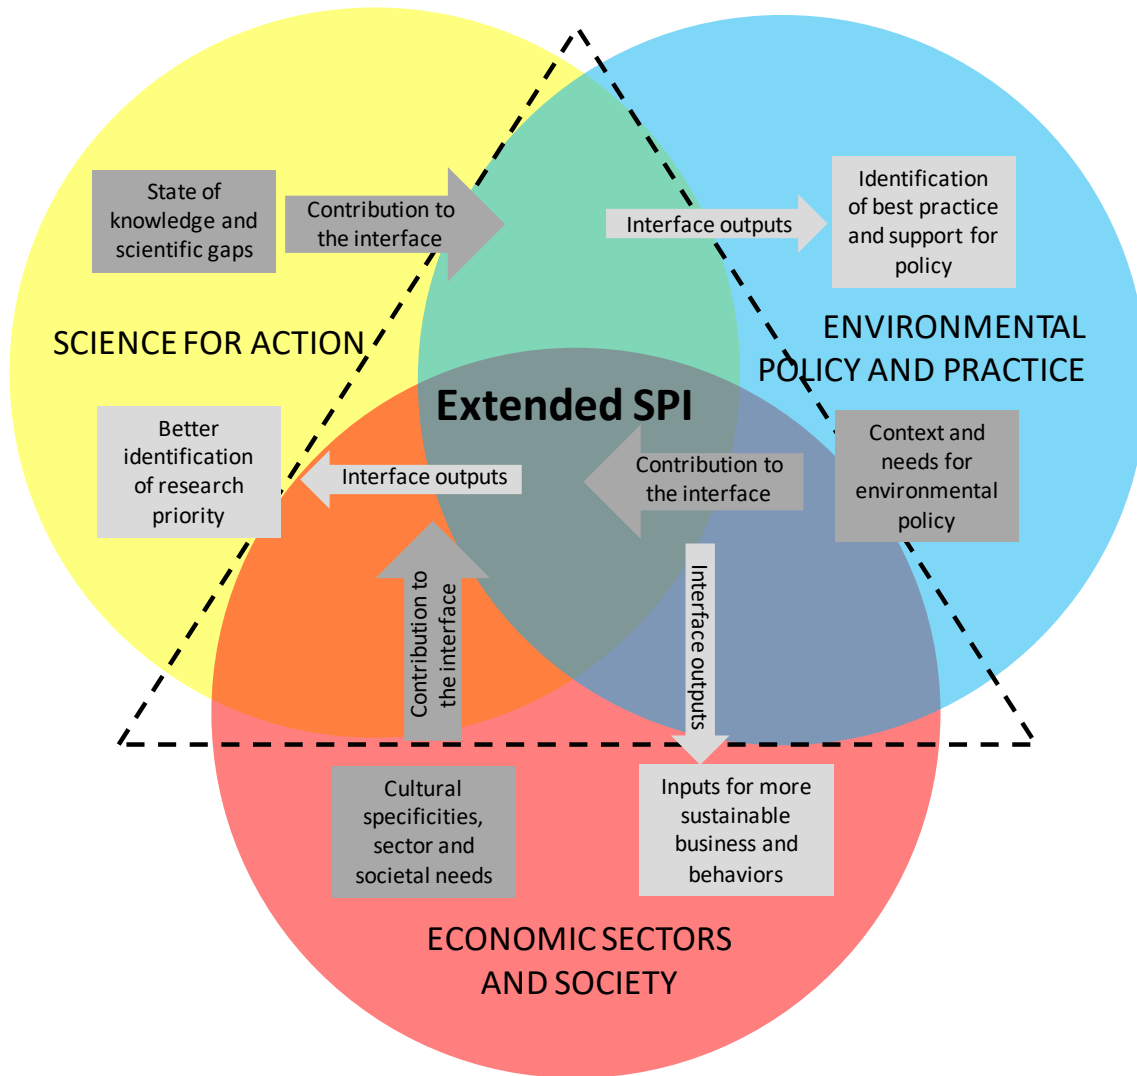 State of
knowledge and
scientific gaps
Contribution to
the interface
Interface outputs
Identification
of best practice
and support for
policy
SCIENCE FOR ACTION
ENVIRONMENTAL
POLICY AND PRACTICE
Extended SPI
Better
identification
of research
priority
Interface outputs
Contribution to
the interface
Context and
needs for
environmental
policy
Contribution to
the interface
Interface outputs
Cultural
specificities,
sector and
societal needs
Inputs for more
sustainable
business and
behaviors
ECONOMIC SECTORS
AND SOCIETY